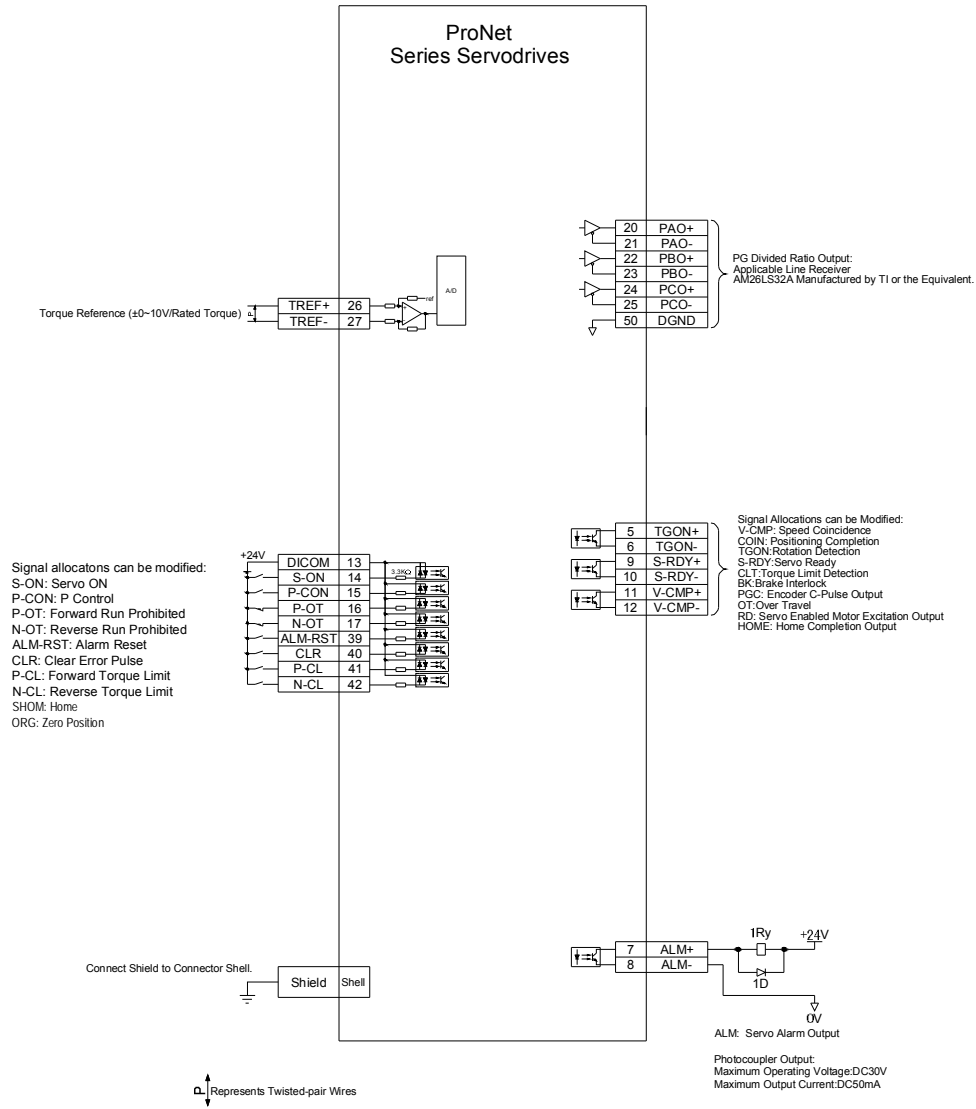 ProNet
Series Servodrives
20 PAO+
21 PAO-
22 PBO+
23 PBO-
24 PCO+
25 PCO-
50 DGND
PG Divided Ratio Output:
Applicable Line Receiver
AM26LS32A Manufactured by TI or the Equivalent.
Torque Reference (±0~10V/Rated Torque)
P
TREF+ 26
TREF- 27
ref
A/D
5 TGON+
6 TGON-
9 S-RDY+
10 S-RDY-
11 V-CMP+
12 V-CMP-
Signal Allocations can be Modified:
V-CMP: Speed Coincidence
COIN: Positioning Completion
TGON:Rotation Detection
S-RDY:Servo Ready
CLT:Torque Limit Detection
BK:Brake Interlock
PGC: Encoder C-Pulse Output
OT:Over Travel
RD: Servo Enabled Motor Excitation Output
HOME: Home Completion Output
Signal allocatons can be modified:
S-ON: Servo ON
P-CON: P Control
P-OT: Forward Run Prohibited
N-OT: Reverse Run Prohibited
ALM-RST: Alarm Reset
CLR: Clear Error Pulse
P-CL: Forward Torque Limit
N-CL: Reverse Torque Limit
SHOM: Home
ORG: Zero Position
+24V
DICOM 13
S-ON 14
3.3KΩ
P-CON 15
P-OT 16
N-OT 17
ALM-RST 39
CLR 40
P-CL 41
N-CL 42
7 ALM+
8 ALM-
1Ry
+24V
1D
0V
ALM: Servo Alarm Output
Photocoupler Output:
Maximum Operating Voltage:DC30V
Maximum Output Current:DC50mA
Connect Shield to Connector Shell.
Shield Shell
P Represents Twisted-pair Wires